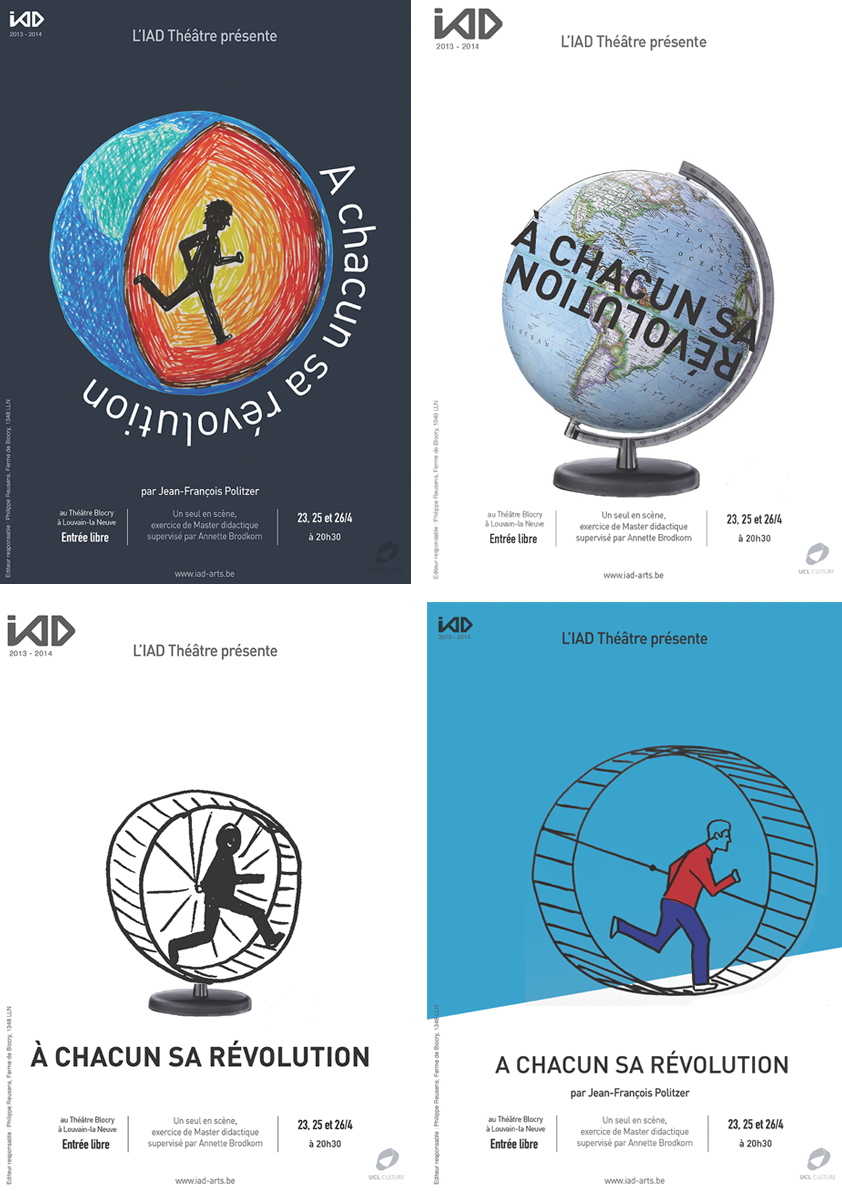 iAD
2013 - 2014
L'IAD Théâtre présente
A chacun sa révolution
par Jean-François Politzer
au Théâtre Blocry
à Louvain-la Neuve
Entrée libre
Un seul en scène,
exercice de Master didactique
supervisé par Annette Brodkom
23, 25 et 26/4
à 20h30
www.iad-arts.be
UCL CULTURE
Editeur responsable : Philippe Reusens, Ferme de Blocry, 1348 LLN
iAD
2013 - 2014
L'IAD Théâtre présente
NORTH
ATLANTIC
OCEAN
À CHACUN SA
RÉVOLUTION
au Théâtre Blocry
à Louvain-la Neuve
Entrée libre
Un seul en scène,
exercice de Master didactique
supervisé par Annette Brodkom
23, 25 et 26/4
à 20h30
www.iad-arts.be
UCL CULTURE
Editeur responsable : Philippe Reusens, Ferme de Blocry, 1348 LLN
iAD
2013 - 2014
L'IAD Théâtre présente
À CHACUN SA RÉVOLUTION
au Théâtre Blocry
à Louvain-la Neuve
Entrée libre
Un seul en scène,
exercice de Master didactique
supervisé par Annette Brodkom
23, 25 et 26/4
à 20h30
www.iad-arts.be
UCL CULTURE
Editeur responsable : Philippe Reusens, Ferme de Blocry, 1348 LLN
iAD
2013 - 2014
L'IAD Théâtre présente
A CHACUN SA RÉVOLUTION
par Jean-François Politzer
au Théâtre Blocry
à Louvain-la Neuve
Entrée libre
Un seul en scène,
exercice de Master didactique
supervisé par Annette Brodkom
23, 25 et 26/4
à 20h30
www.iad-arts.be
UCL CULTURE
Editeur responsable : Philippe Reusens, Ferme de Blocry, 1348 LLN